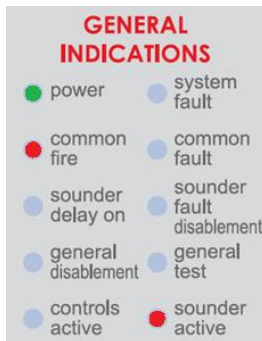 GENERAL
INDICATIONS
power
system
fault
common
fire
common
fault
sounder
delay on
sounder
fault
disablement
general
disablement
general
test
controls
active
sounder
active